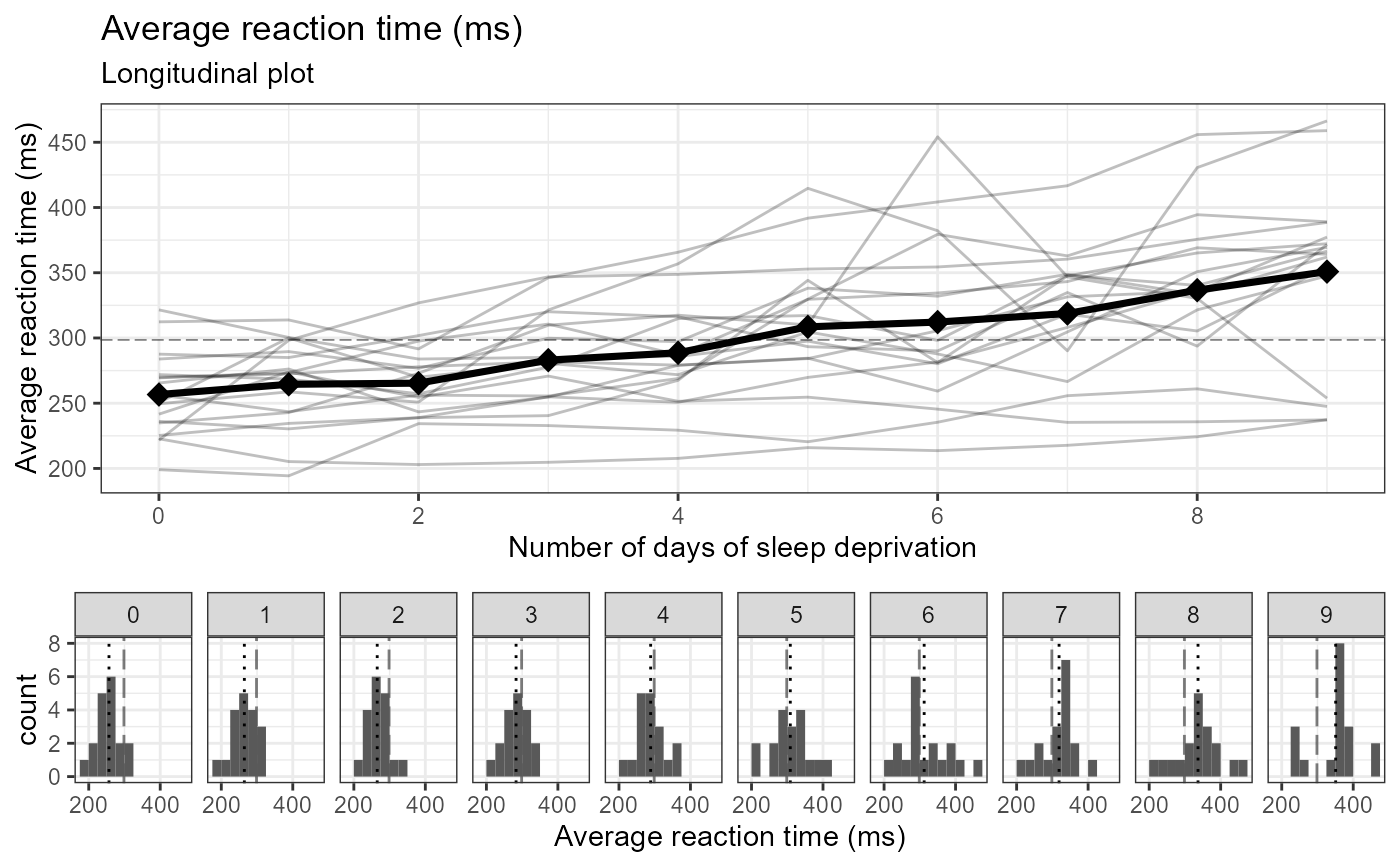 Average reaction time (ms)
Longitudinal plot
Average reaction time (ms)
450
400
350
300
250
200
0 2 4 6 8
Number of days of sleep deprivation
0 1 2 3 4 5 6 7 8 9
count
8
6
4
2
0
200 400 200 400 200 400 200 400 200 400 200 400 200 400 200 400 200 400 200 400
Average reaction time (ms)